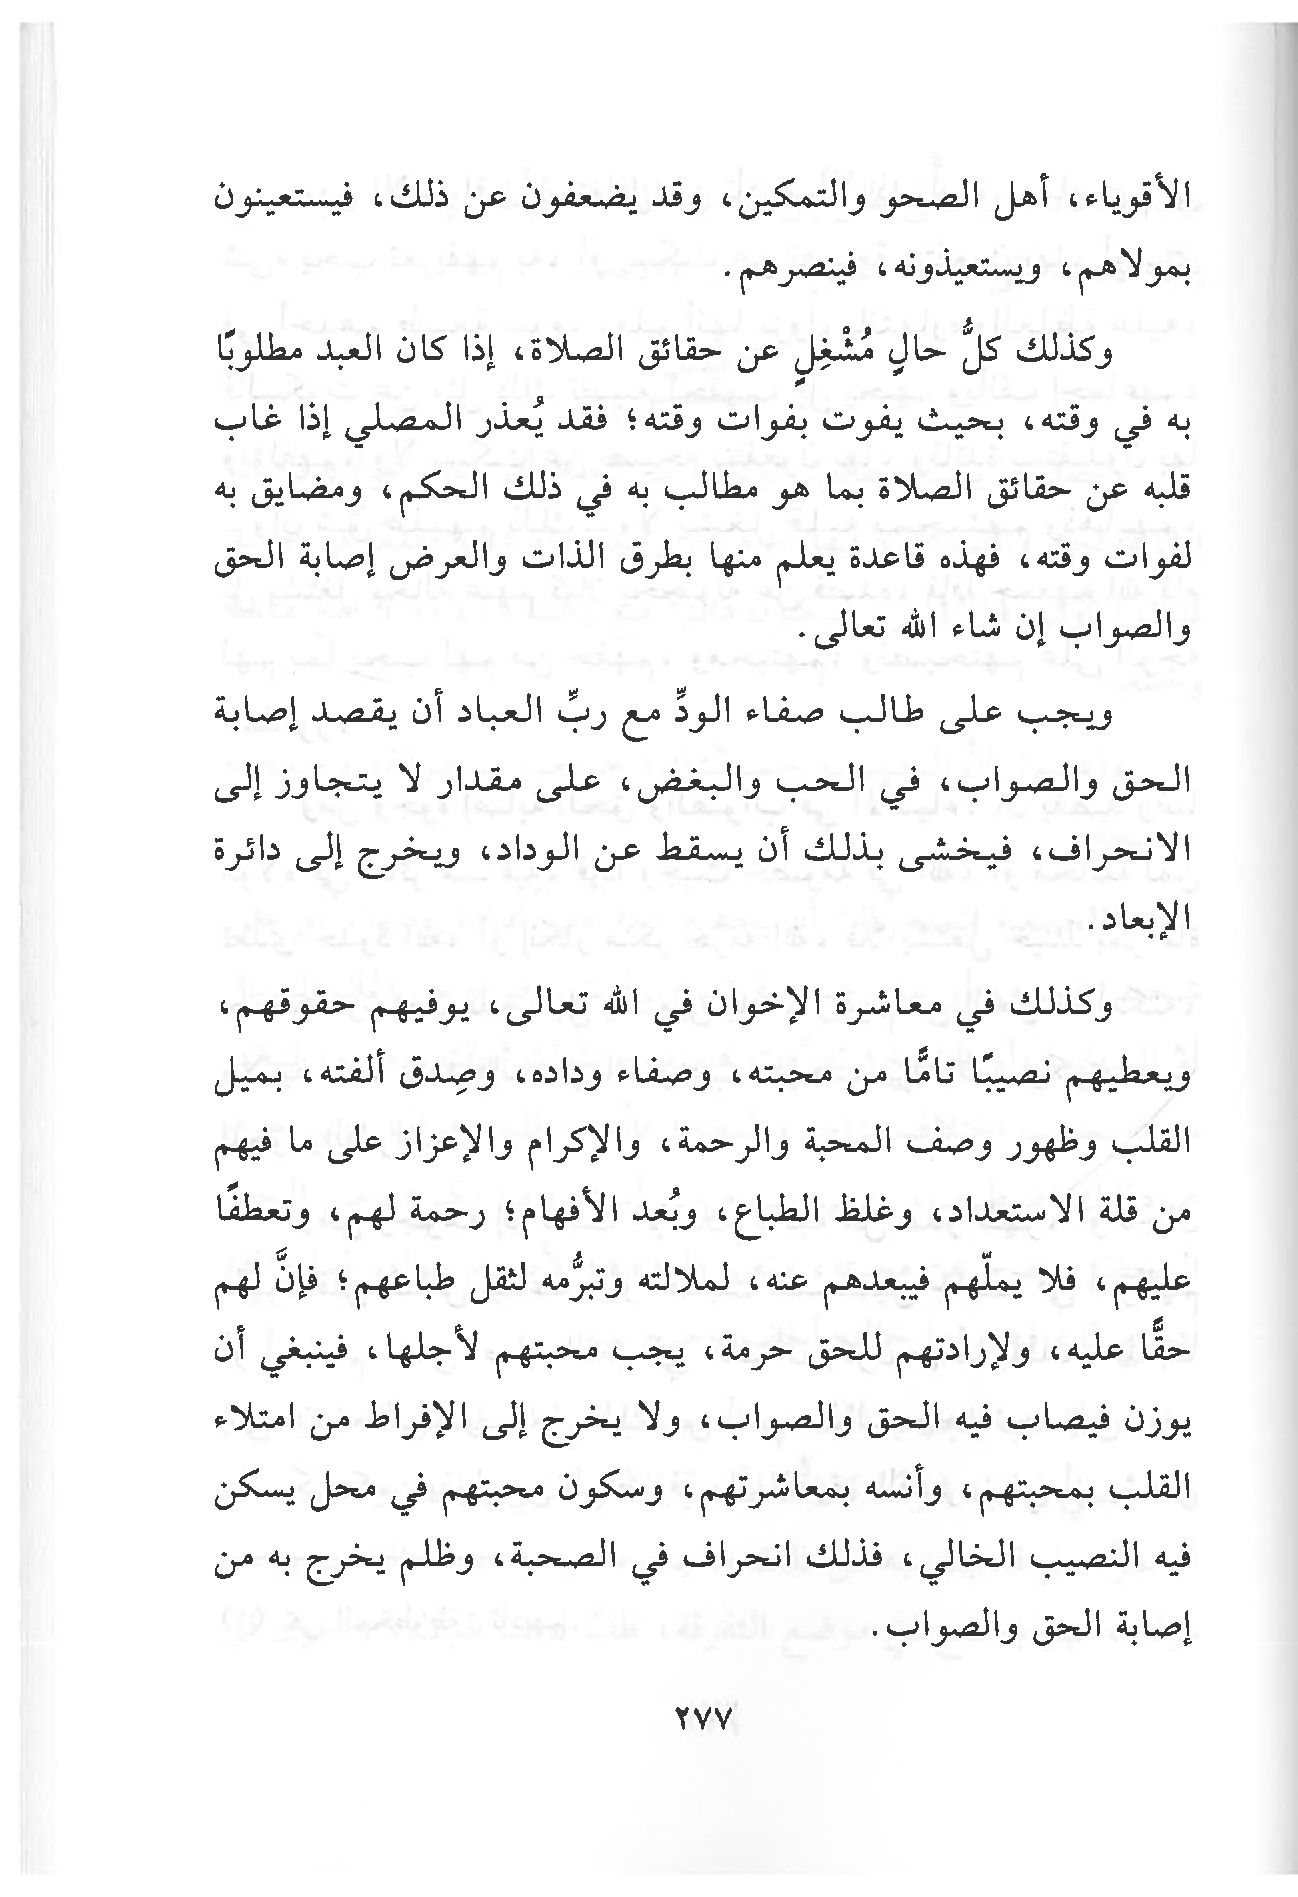 الأقوياء، أهل الصحو والتمكين، وقد يضعفون عن ذلك، فيستعينون
بمولاهم، ويستعيذونه، فينصرهم.
وكذلك كلُّ حالٍ مُشْغِلٍ عن حقائق الصلاة، إذا كان العبد مطلوبًا
به في وقته، بحيث يفوت بفوات وقته؛ فقد يُعذر المصلي إذا غاب
قلبه عن حقائق الصلاة بما هو مطالب به في ذلك الحكم، ومضايق به
لفوات وقته، فهذه قاعدة يعلم منها بطرق الذات والعرض إصابة الحق
والصواب إن شاء الله تعالى.
ويجب على طالب صفاء الودِّ مع ربِّ العباد أن يقصد إصابة
الحق والصواب، في الحب والبغض، على مقدار لا يتجاوز إلى
الانحراف، فيخشى بذلك أن يسقط عن الوداد، ويخرج إلى دائرة
الإبعاد.
وكذلك في معاشرة الإخوان في الله تعالى، يوفيهم حقوقهم،
ويعطيهم نصيبًا تامًّا من محبته، وصفاء وداده، وصِدق ألفته، بميل
القلب وظهور وصف المحبة والرحمة، والإكرام والإعزاز على ما فيهم
من قلة الاستعداد، وغلظ الطباع، وبُعد الأفهام؛ رحمة لهم، وتعطفًا
عليهم، فلا يملّهم فيبعدهم عنه، لملالته وتبرُّمه لثقل طباعهم؛ فإنَّ لهم
حقًّا عليه، ولإرادتهم للحق حرمة، يجب محبتهم لأجلها، فينبغي أن
يوزن فيصاب فيه الحق والصواب، ولا يخرج إلى الإفراط من امتلاء
القلب بمحبتهم، وأنسه بمعاشرتهم، وسكون محبتهم في محل يسكن
فيه النصيب الخالي، فذلك انحراف في الصحبة، وظلم يخرج به من
إصابة الحق والصواب.
٢٧٧